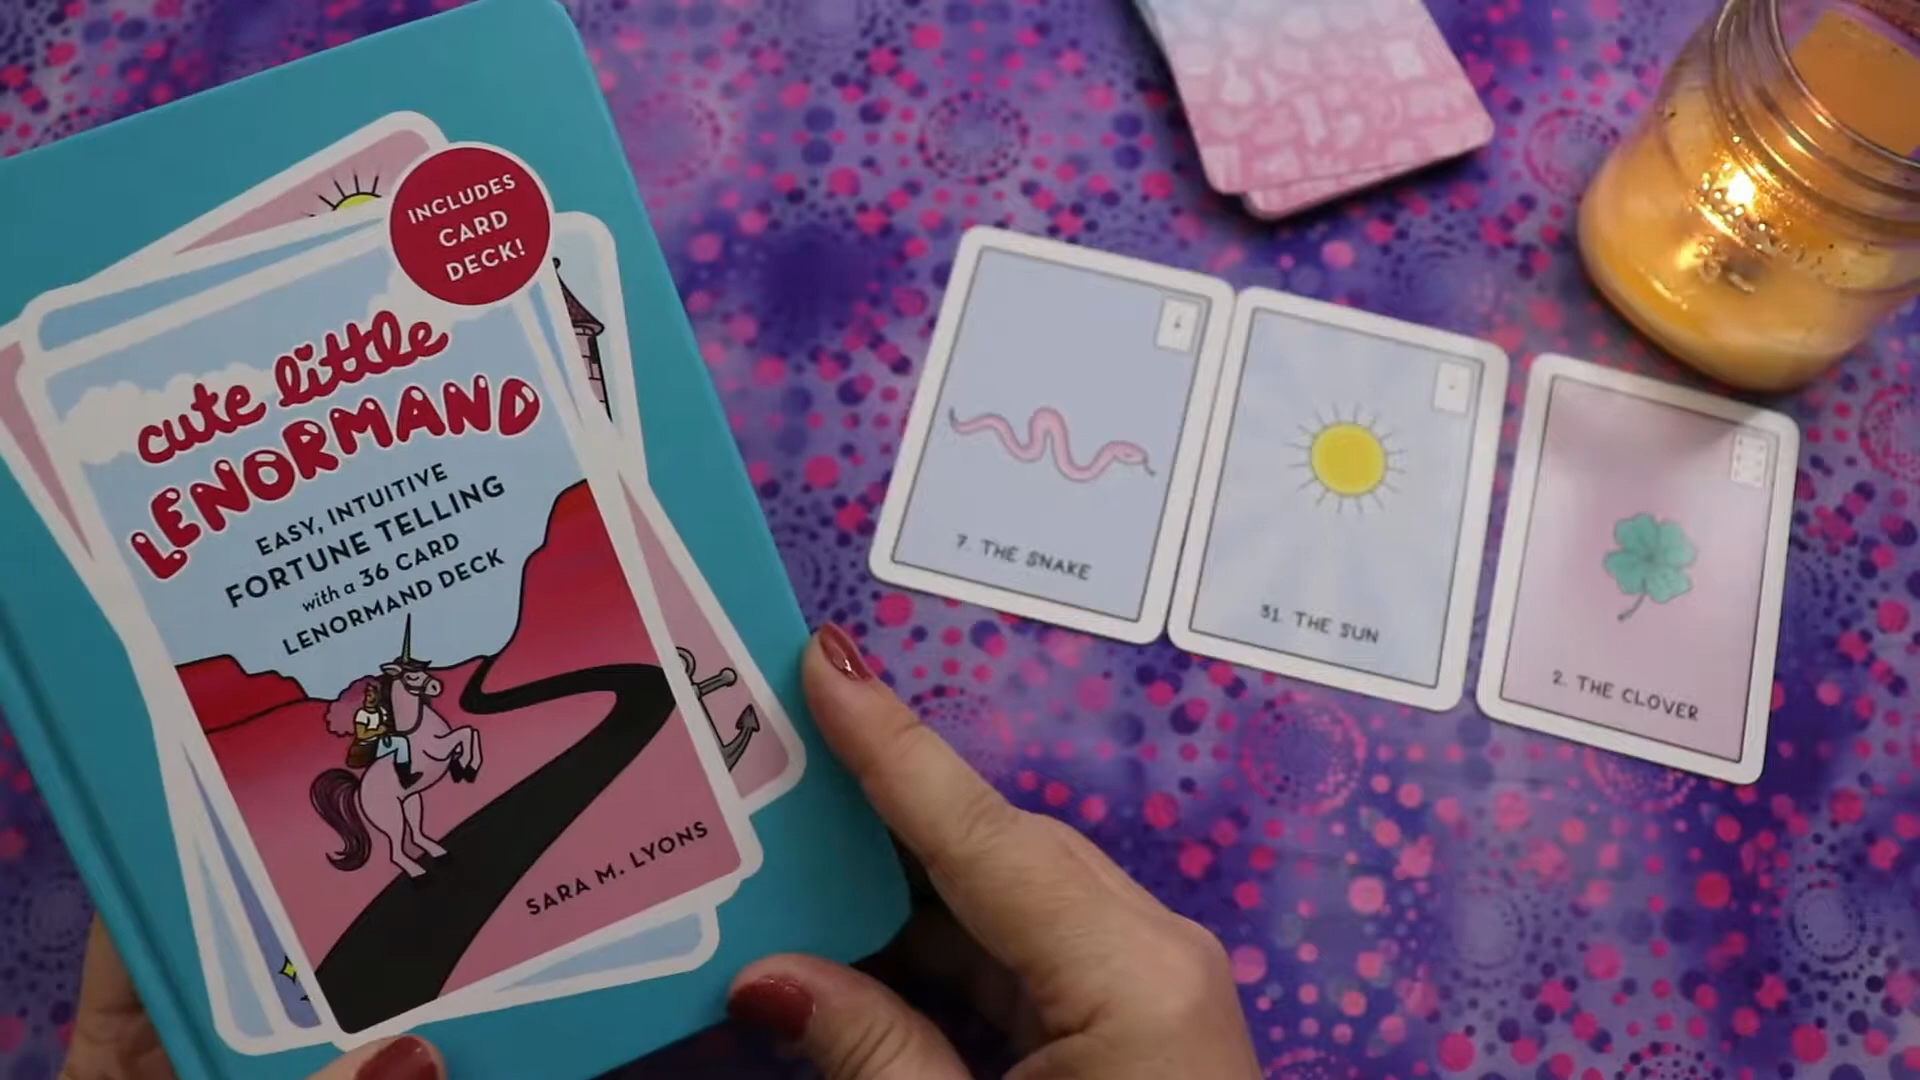 INCLUDES
CARD
DECK!
cute little
LENORMAND
EASY, INTUITIVE
FORTUNE TELLING
with a 36 CARD
LENORMAND DECK
SARA M. LYONS
7. THE SNAKE
31. THE SUN
2. THE CLOVER